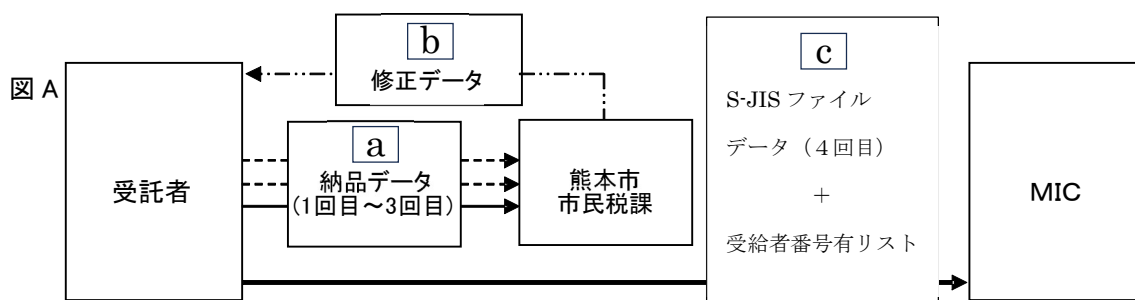 図 A
受託者
b
修正データ
a
納品データ
(1回目～3回目)
熊本市
市民税課
c
S-JIS ファイル
データ（４回目）
+
受給者番号有リスト
MIC